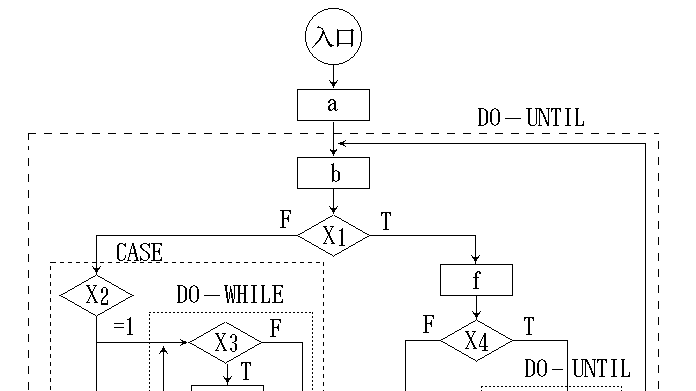 入口
a
DO－UNTIL
b
F
X1
T
CASE
X2
DO－WHILE
f
=1
X3
F
T
F
X4
T
DO－UNTIL